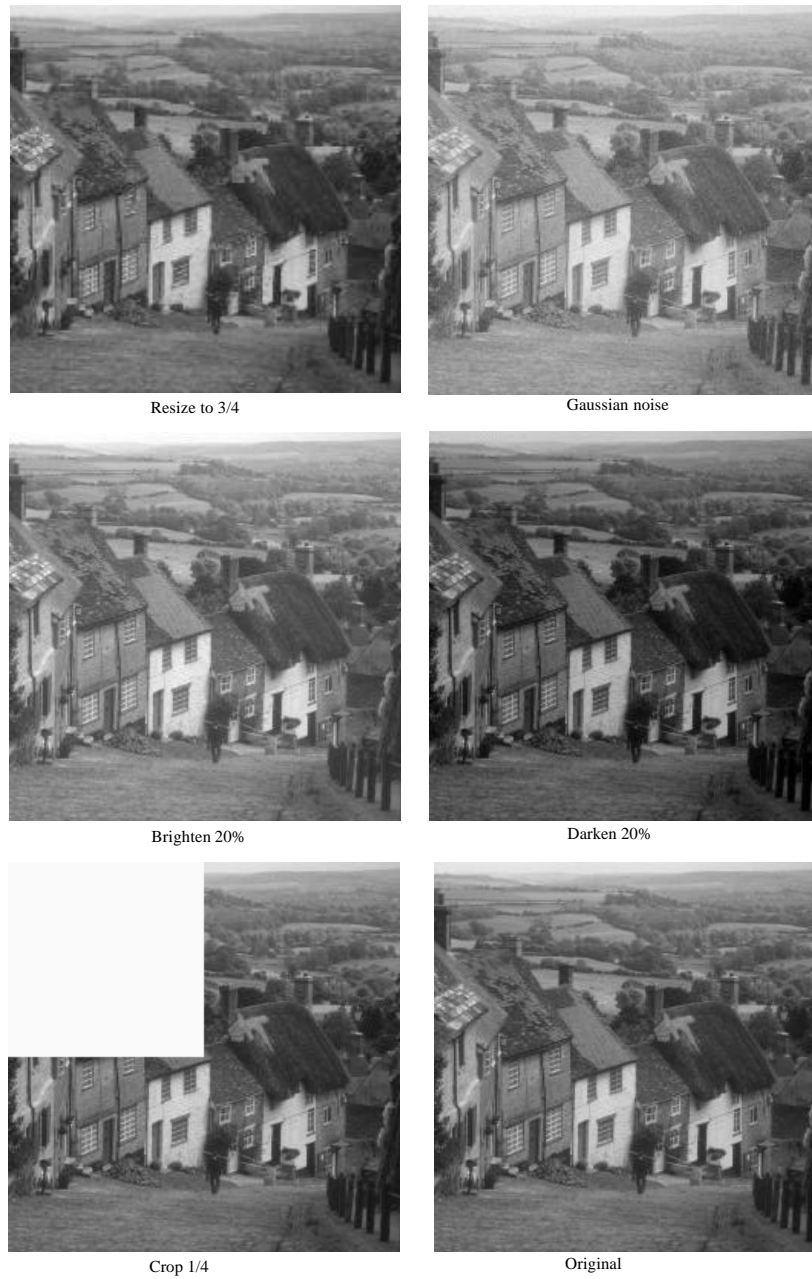 Resize to 3/4
Gaussian noise
Brighten 20%
Darken 20%
Crop 1/4
Original